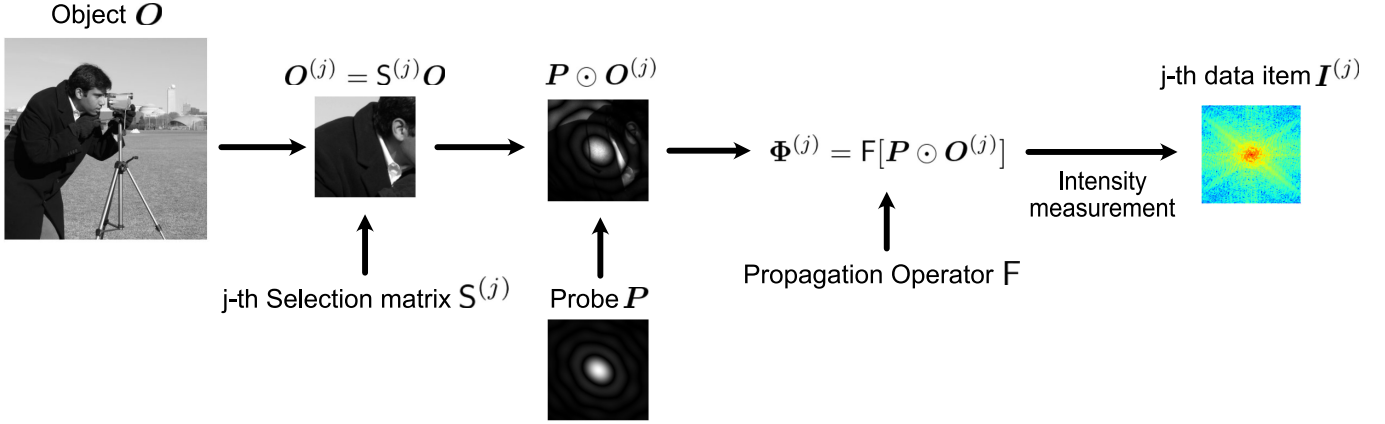 Object O
O^(j) = S^(j)O
P ⊙ O^(j)
j-th data item I^(j)
Φ^(j) = F[P ⊙ O^(j)]
Intensity
measurement
j-th Selection matrix S^(j)
Probe P
Propagation Operator F